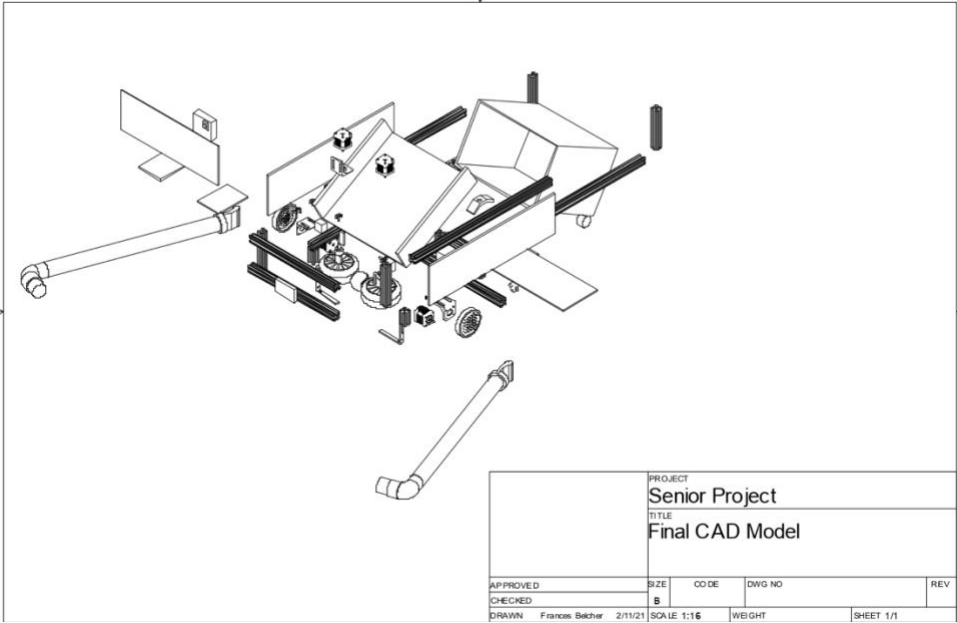 PROJECT
Senior Project
TITLE
Final CAD Model
APPROVED
SIZE CODE DWG NO REV
CHECKED
B
DRAWN Frances Belcher 2/11/21 SCALE 1:16 WEIGHT SHEET 1/1